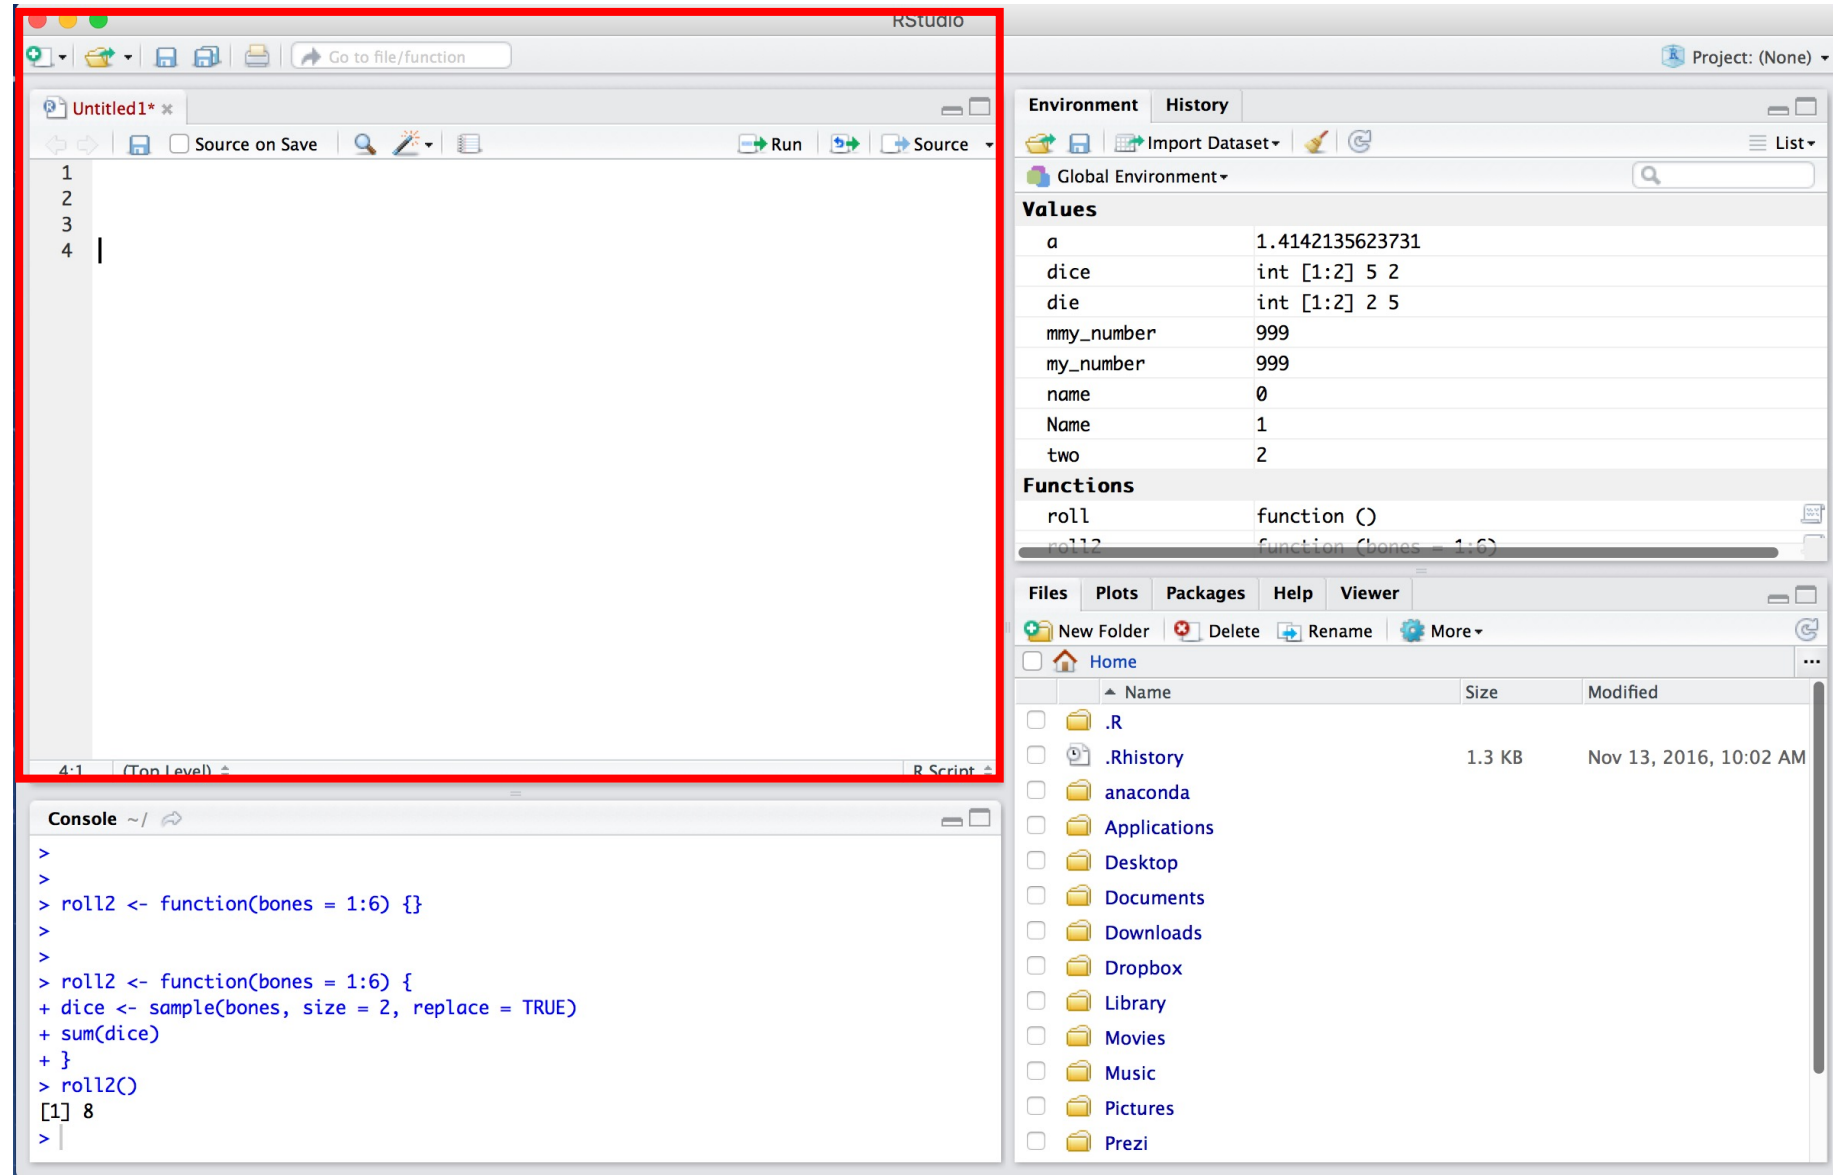 RStudio
Go to file/function
Project: (None)
Untitled1*
Source on Save
Run
Source
1
2
3
4
4:1 (Top Level) R Script
Console ~/
>
>
> roll2 <- function(bones = 1:6) {}
>
>
> roll2 <- function(bones = 1:6) {
+ dice <- sample(bones, size = 2, replace = TRUE)
+ sum(dice)
+ }
> roll2()
[1] 8
>
Environment History
Import Dataset List
Global Environment
Values
a 1.4142135623731
dice int [1:2] 5 2
die int [1:2] 2 5
mmy_number 999
my_number 999
name 0
Name 1
two 2
Functions
roll function ()
roll2 function (bones = 1:6)
Files Plots Packages Help Viewer
New Folder Delete Rename More
Home ...
Name Size Modified
.R
.Rhistory 1.3 KB Nov 13, 2016, 10:02 AM
anaconda
Applications
Desktop
Documents
Downloads
Dropbox
Library
Movies
Music
Pictures
Prezi